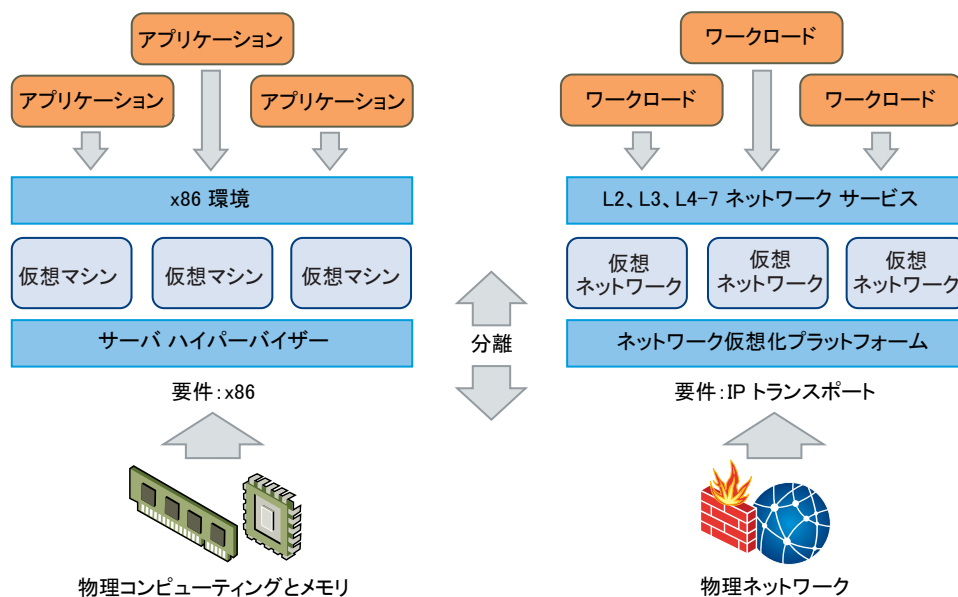 アプリケーション
アプリケーション
アプリケーション
x86 環境
仮想マシン
仮想マシン
仮想マシン
サーバ ハイパーバイザー
要件：x86
物理コンピューティングとメモリ
分離
ワークロード
ワークロード
ワークロード
L2、L3、L4-7 ネットワーク サービス
仮想
ネットワーク
仮想
ネットワーク
仮想
ネットワーク
ネットワーク仮想化プラットフォーム
要件：IP トランスポート
物理ネットワーク